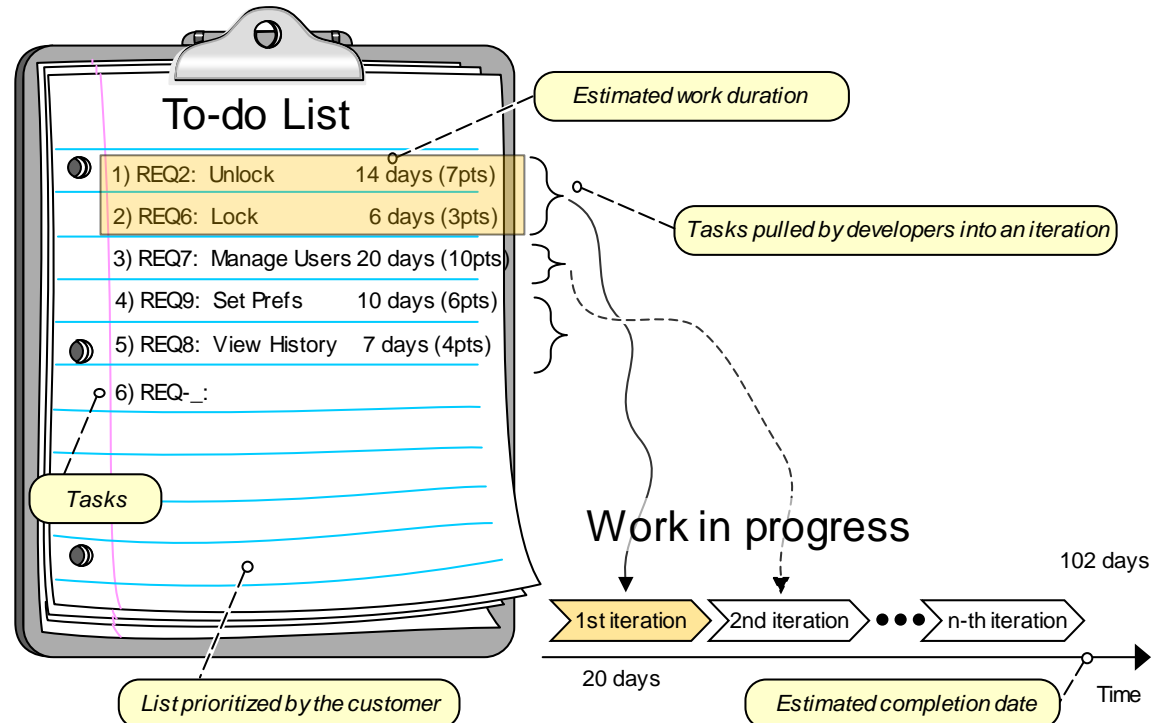 To-do List
Estimated work duration
1) REQ2: Unlock 14 days (7pts)
2) REQ6: Lock 6 days (3pts)
Tasks pulled by developers into an iteration
3) REQ7: Manage Users 20 days (10pts)
4) REQ9: Set Prefs 10 days (6pts)
5) REQ8: View History 7 days (4pts)
6) REQ-_:
Tasks
Work in progress
102 days
1st iteration
2nd iteration
n-th iteration
20 days
List prioritized by the customer
Estimated completion date
Time